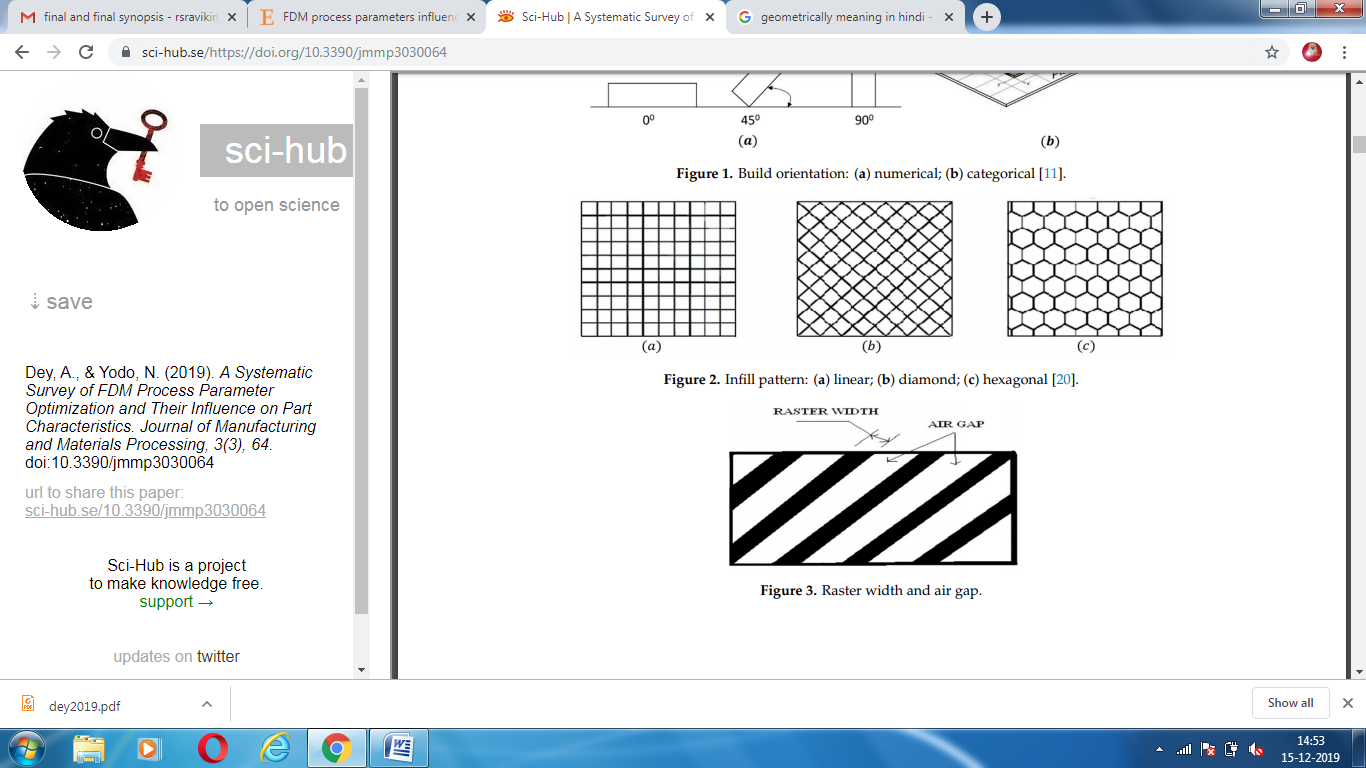 final and final synopsis - rsraviking
FDM process parameters influenc
Sci-Hub | A Systematic Survey of
geometrically meaning in hindi -
sci-hub.se/https://doi.org/10.3390/jmmp3030064
sci-hub
to open science
⇣ save
Dey, A., & Yodo, N. (2019). A Systematic
Survey of FDM Process Parameter
Optimization and Their Influence on Part
Characteristics. Journal of Manufacturing
and Materials Processing, 3(3), 64.
doi:10.3390/jmmp3030064
url to share this paper:
sci-hub.se/10.3390/jmmp3030064
Sci-Hub is a project
to make knowledge free.
support →
updates on twitter
0⁰ 45⁰ 90⁰
(a) (b)
Figure 1. Build orientation: (a) numerical; (b) categorical [11].
(a) (b) (c)
Figure 2. Infill pattern: (a) linear; (b) diamond; (c) hexagonal [20].
RASTER WIDTH
AIR GAP
Figure 3. Raster width and air gap.
dey2019.pdf
Show all
14:53
15-12-2019